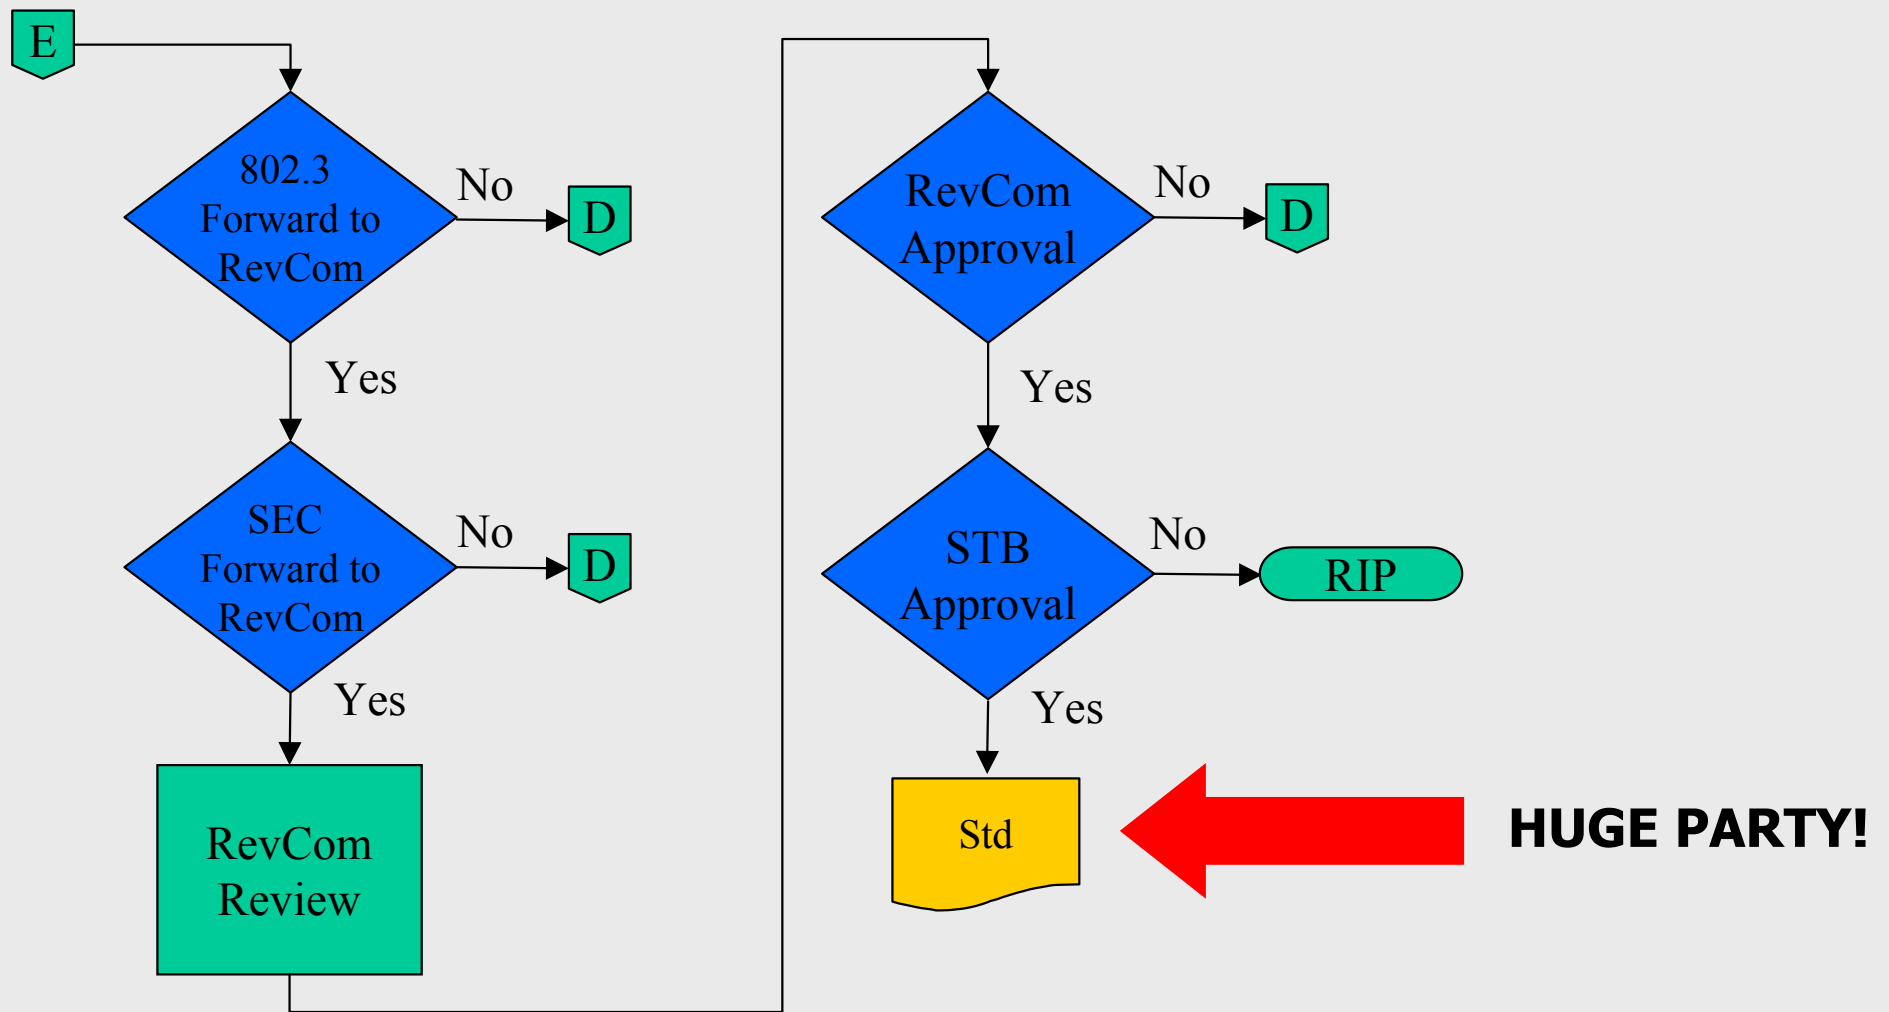 E
802.3
Forward to
RevCom
No
D
Yes
SEC
Forward to
RevCom
No
D
Yes
RevCom
Review
RevCom
Approval
No
D
Yes
STB
Approval
No
RIP
Yes
Std
HUGE PARTY!